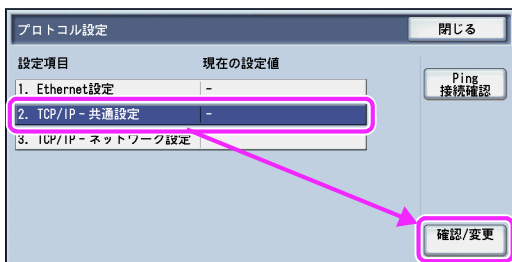 プロトコル設定
閉じる
設定項目
現在の設定値
1. Ethernet設定
-
2. TCP/IP - 共通設定
-
3. TCP/IP - ネットワーク設定
Ping
接続確認
確認/変更